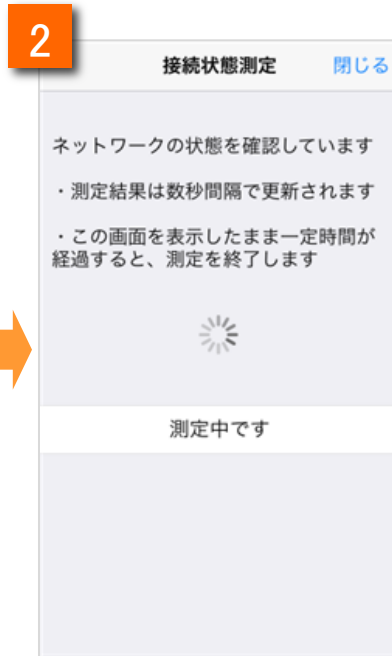 2
接続状態測定 閉じる
ネットワークの状態を確認しています
・測定結果は数秒間隔で更新されます
・この画面を表示したまま一定時間が
経過すると、測定を終了します
測定中です